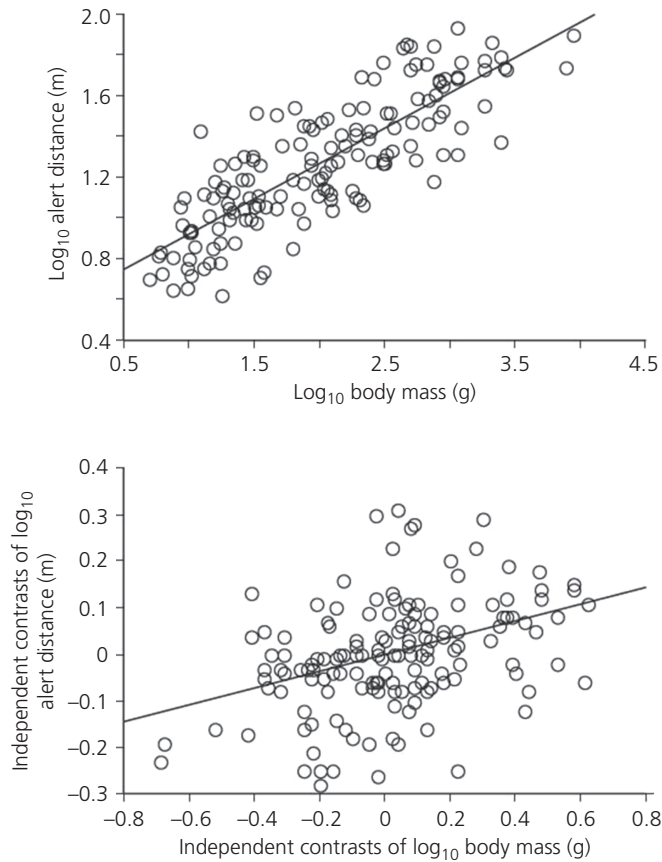 2.0
1.6
1.2
0.8
0.4
Log10 alert distance (m)
0.5 1.5 2.5 3.5 4.5
Log10 body mass (g)
0.4
0.3
0.2
0.1
0
–0.1
–0.2
–0.3
Independent contrasts of log10
alert distance (m)
–0.8 –0.6 –0.4 –0.2 0 0.2 0.4 0.6 0.8
Independent contrasts of log10 body mass (g)